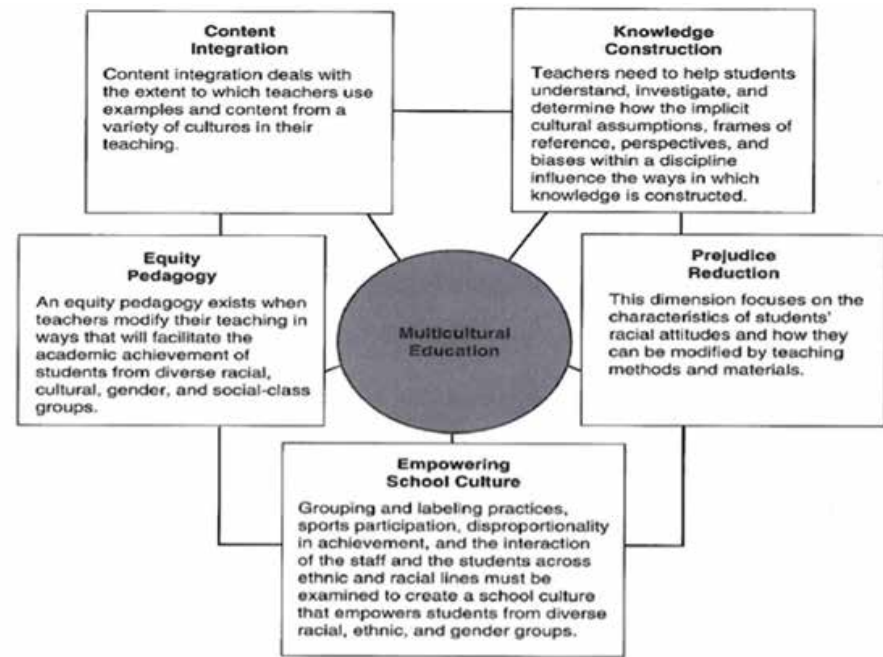 Content
Integration
Content integration deals with
the extent to which teachers use
examples and content from a
variety of cultures in their
teaching.
Knowledge
Construction
Teachers need to help students
understand, investigate, and
determine how the implicit
cultural assumptions, frames of
reference, perspectives, and
biases within a discipline
influence the ways in which
knowledge is constructed.
Equity
Pedagogy
An equity pedagogy exists when
teachers modify their teaching in
ways that will facilitate the
academic achievement of
students from diverse racial,
cultural, gender, and social-class
groups.
Multicultural
Education
Prejudice
Reduction
This dimension focuses on the
characteristics of students'
racial attitudes and how they
can be modified by teaching
methods and materials.
Empowering
School Culture
Grouping and labeling practices,
sports participation, disproportionality
in achievement, and the interaction
of the staff and the students across
ethnic and racial lines must be
examined to create a school culture
that empowers students from diverse
racial, ethnic, and gender groups.